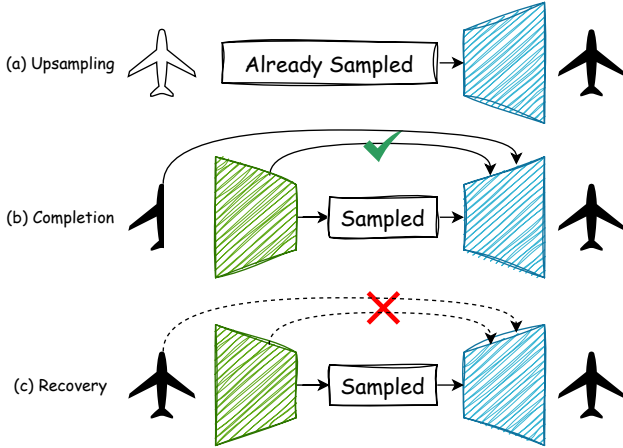 (a) Upsampling
Already Sampled
(b) Completion
Sampled
(c) Recovery
Sampled